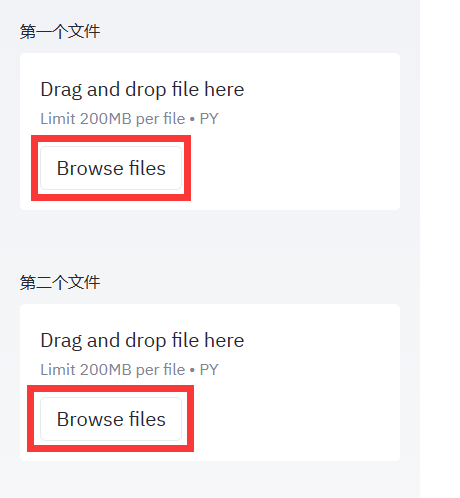 第一个文件
Drag and drop file here
Limit 200MB per file • PY
Browse files
第二个文件
Drag and drop file here
Limit 200MB per file • PY
Browse files